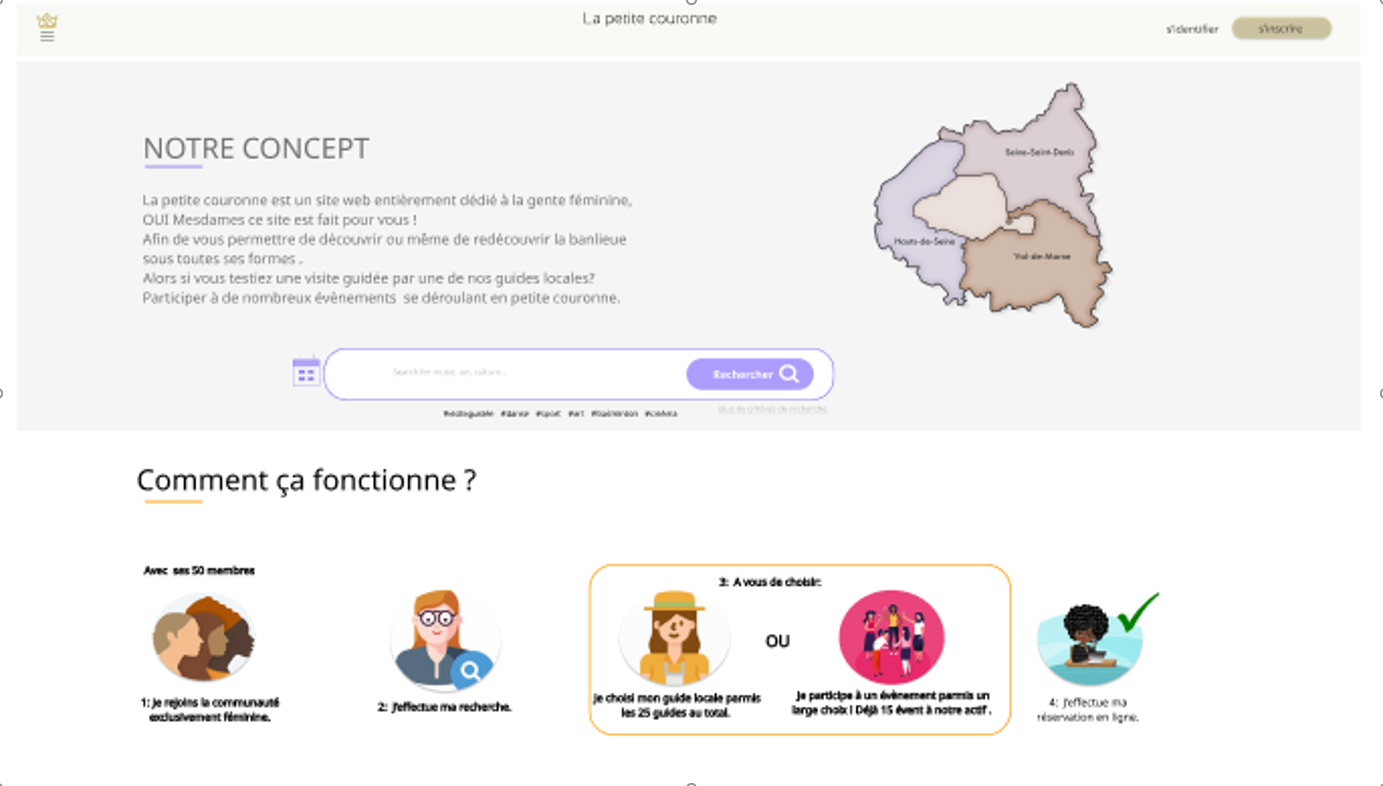 La petite couronne
s'identifier
s'inscrire
NOTRE CONCEPT
La petite couronne est un site web entièrement dédié à la gente féminine,
OUI Mesdames ce site est fait pour vous !
Afin de vous permettre de découvrir ou même de redécouvrir la banlieue
sous toutes ses formes .
Alors si vous testiez une visite guidée par une de nos guides locales?
Participer à de nombreux évènements se déroulant en petite couronne.
Seine-Saint-Denis
Hauts-de-Seine
Val-de-Marne
Search for music, art, culture...
Rechercher
#danse #sport #art #badminton #cinéma
plus de critères de recherche.
Comment ça fonctionne ?
Avec ses 50 membres
1: je rejoins la communauté
exclusivement féminine.
2: j'effectue ma recherche.
3: A vous de choisir:
OU
je choisi mon guide locale parmis
les 25 guides au total.
Je participe à un évènement parmis un
large choix ! Déjà 15 évent à notre actif .
4: j'effectue ma
réservation en ligne.